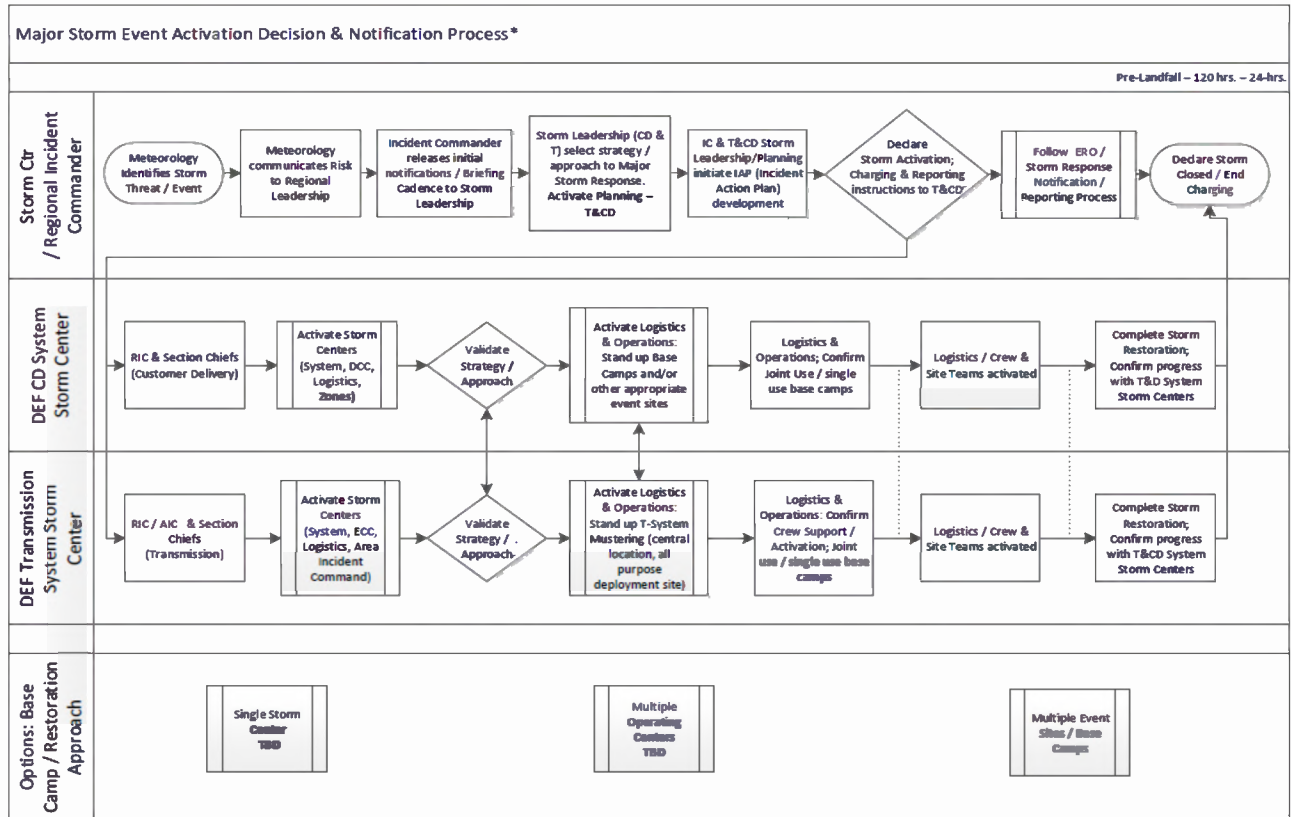 Major Storm Event Activation Decision & Notification Process*
Pre-Landfall – 120 hrs. – 24-hrs.
Storm Ctr
/ Regional Incident
Commander
Meteorology
Identifies Storm
Threat / Event
Meteorology
communicates Risk
to Regional
Leadership
Incident Commander
releases initial
notifications / Briefing
Cadence to Storm
Leadership
Storm Leadership (CD &
T) select strategy /
approach to Major
Storm Response.
Activate Planning –
T&CD
IC & T&CD Storm
Leadership/Planning
initiate IAP (Incident
Action Plan)
development
Declare
Storm Activation;
Charging & Reporting
instructions to T&CD
Follow ERO /
Storm Response
Notification /
Reporting Process
Declare Storm
Closed / End
Charging
DEF CD System
Storm Center
RIC & Section Chiefs
(Customer Delivery)
Activate Storm
Centers
(System, DCC,
Logistics,
Zones)
Validate
Strategy /
Approach
Activate Logistics
& Operations:
Stand up Base
Camps and/or
other appropriate
event sites
Logistics &
Operations; Confirm
Joint Use / single
use base camps
Logistics / Crew &
Site Teams activated
Complete Storm
Restoration;
Confirm progress
with T&D System
Storm Centers
DEF Transmission
System Storm
Center
RIC / AIC & Section
Chiefs
(Transmission)
Activate Storm
Centers
(System, ECC,
Logistics, Area
Incident
Command)
Validate
Strategy / .
Approach
Activate Logistics
& Operations:
Stand up T-System
Mustering (central
location, all
purpose
deployment site)
Logistics &
Operations: Confirm
Crew Support /
Activation; Joint
use / single use base
camps
Logistics / Crew &
Site Teams activated
Complete Storm
Restoration;
Confirm progress
with T&CD System
Storm Centers
Options: Base
Camp / Restoration
Approach
Single Storm
Center
TBD
Multiple
Operating
Centers
TBD
Multiple Event
Sites / Base
Camps